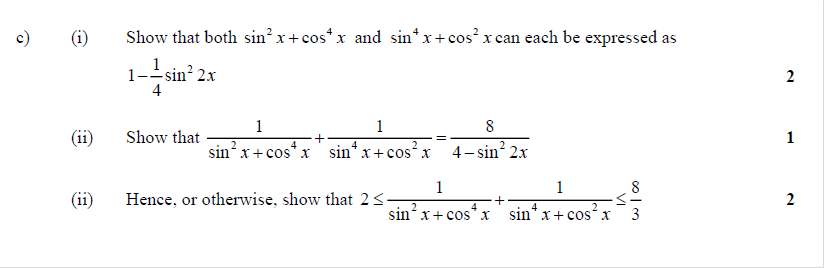 c) (i) Show that both sin² x + cos⁴ x and sin⁴ x + cos² x can each be expressed as
1 − 1/4 sin² 2x 2
(ii) Show that 1/(sin² x + cos⁴ x) + 1/(sin⁴ x + cos² x) = 8/(4 − sin² 2x) 1
(ii) Hence, or otherwise, show that 2 ≤ 1/(sin² x + cos⁴ x) + 1/(sin⁴ x + cos² x) ≤ 8/3 2